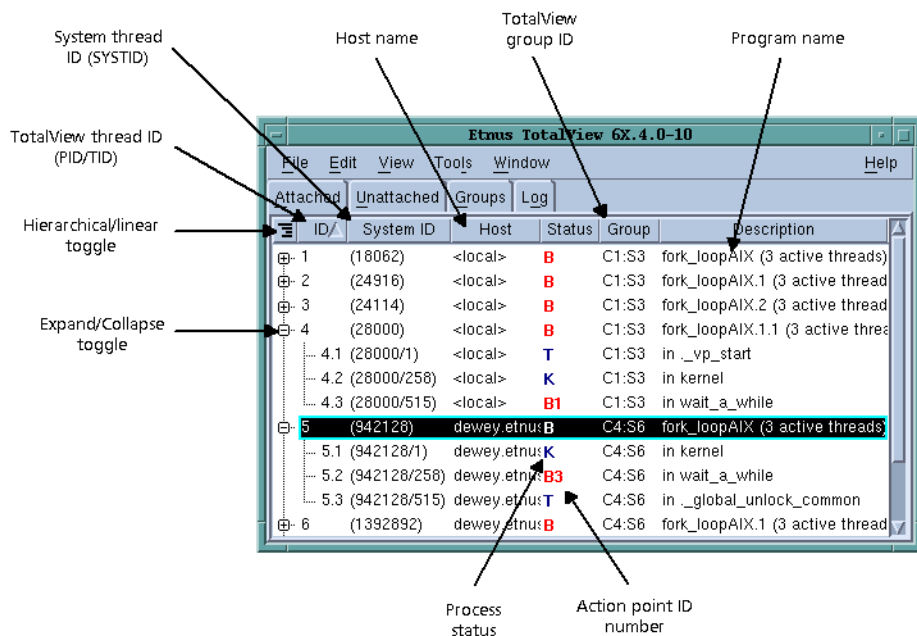 System thread
ID (SYSTID)
Host name
TotalView
group ID
Program name
TotalView thread ID
(PID/TID)
Hierarchical/linear
toggle
Expand/Collapse
toggle
Etnus TotalView 6X.4.0-10
File Edit View Tools Window Help
Attached Unattached Groups Log
ID/ System ID Host Status Group Description
1 (18062) <local> B C1:S3 fork_loopAIX (3 active threads)
2 (24916) <local> B C1:S3 fork_loopAIX.1 (3 active thread
3 (24114) <local> B C1:S3 fork_loopAIX.2 (3 active thread
4 (28000) <local> B C1:S3 fork_loopAIX.1.1 (3 active threa
4.1 (28000/1) <local> T C1:S3 in ._vp_start
4.2 (28000/258) <local> K C1:S3 in kernel
4.3 (28000/515) <local> B1 C1:S3 in wait_a_while
5 (942128) dewey.etnus B C4:S6 fork_loopAIX (3 active threads)
5.1 (942128/1) dewey.etnus K C4:S6 in kernel
5.2 (942128/258) dewey.etnus B3 C4:S6 in wait_a_while
5.3 (942128/515) dewey.etnus T C4:S6 in ._global_unlock_common
6 (1392892) dewey.etnus B C4:S6 fork_loopAIX.1 (3 active thread
Process
status
Action point ID
number